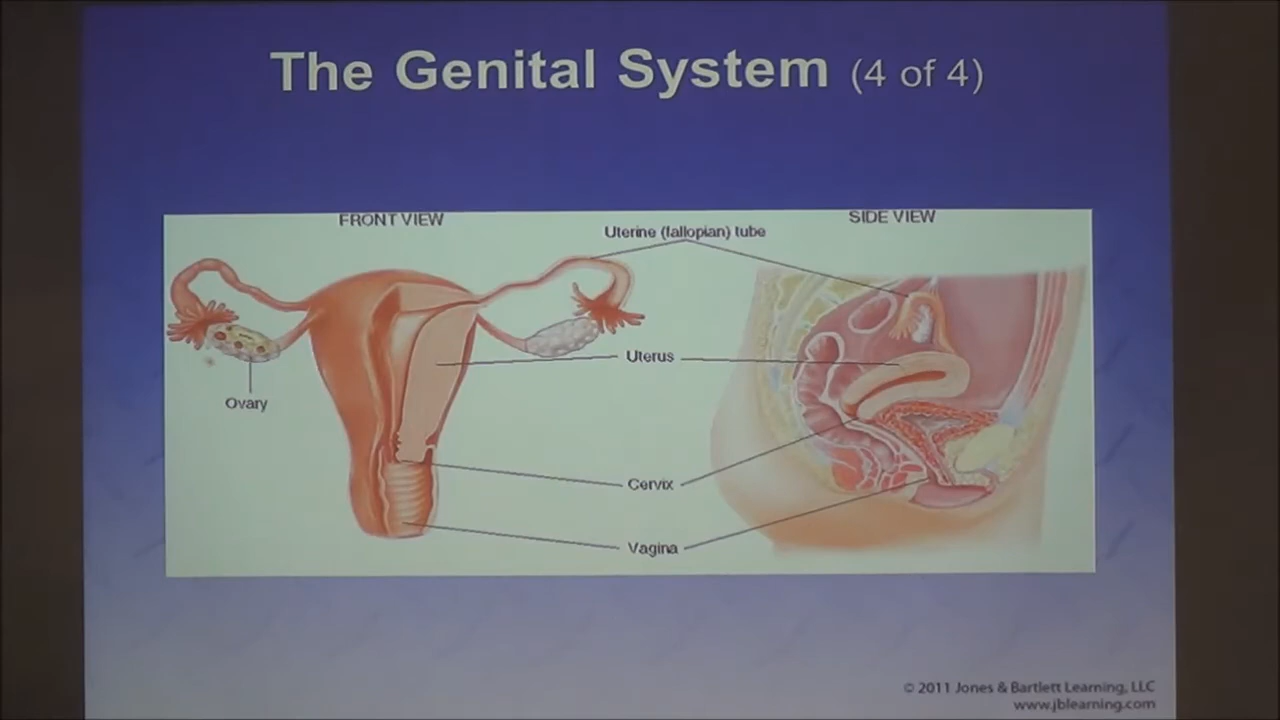 The Genital System (4 of 4)
FRONT VIEW
SIDE VIEW
Uterine (fallopian) tube
Uterus
Ovary
Cervix
Vagina
© 2011 Jones & Bartlett Learning, LLC
www.jblearning.com